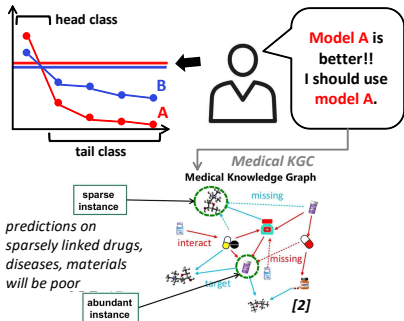 head class
B
A
tail class
Model A is
better!!
I should use
model A.
Medical KGC
Medical Knowledge Graph
sparse
instance
missing
interact
missing
target
predictions on
sparsely linked drugs,
diseases, materials
will be poor
abundant
instance
[2]